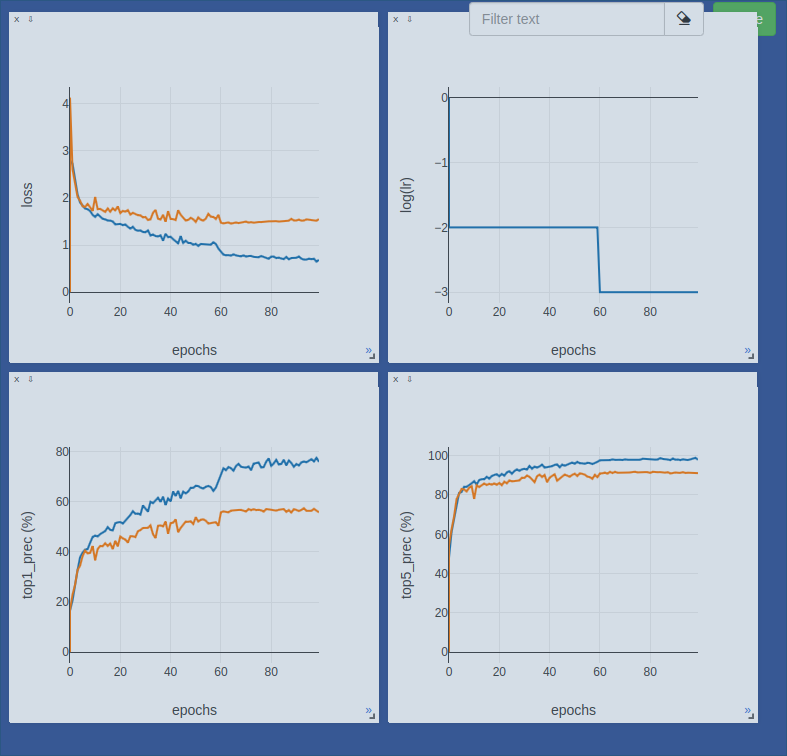 x ⇩
x ⇩
Filter text
e
loss
4
3
2
1
0
0 20 40 60 80
epochs
»
log(lr)
0
−1
−2
−3
0 20 40 60 80
epochs
»
x ⇩
x ⇩
top1_prec (%)
80
60
40
20
0
0 20 40 60 80
epochs
»
top5_prec (%)
100
80
60
40
20
0
0 20 40 60 80
epochs
»